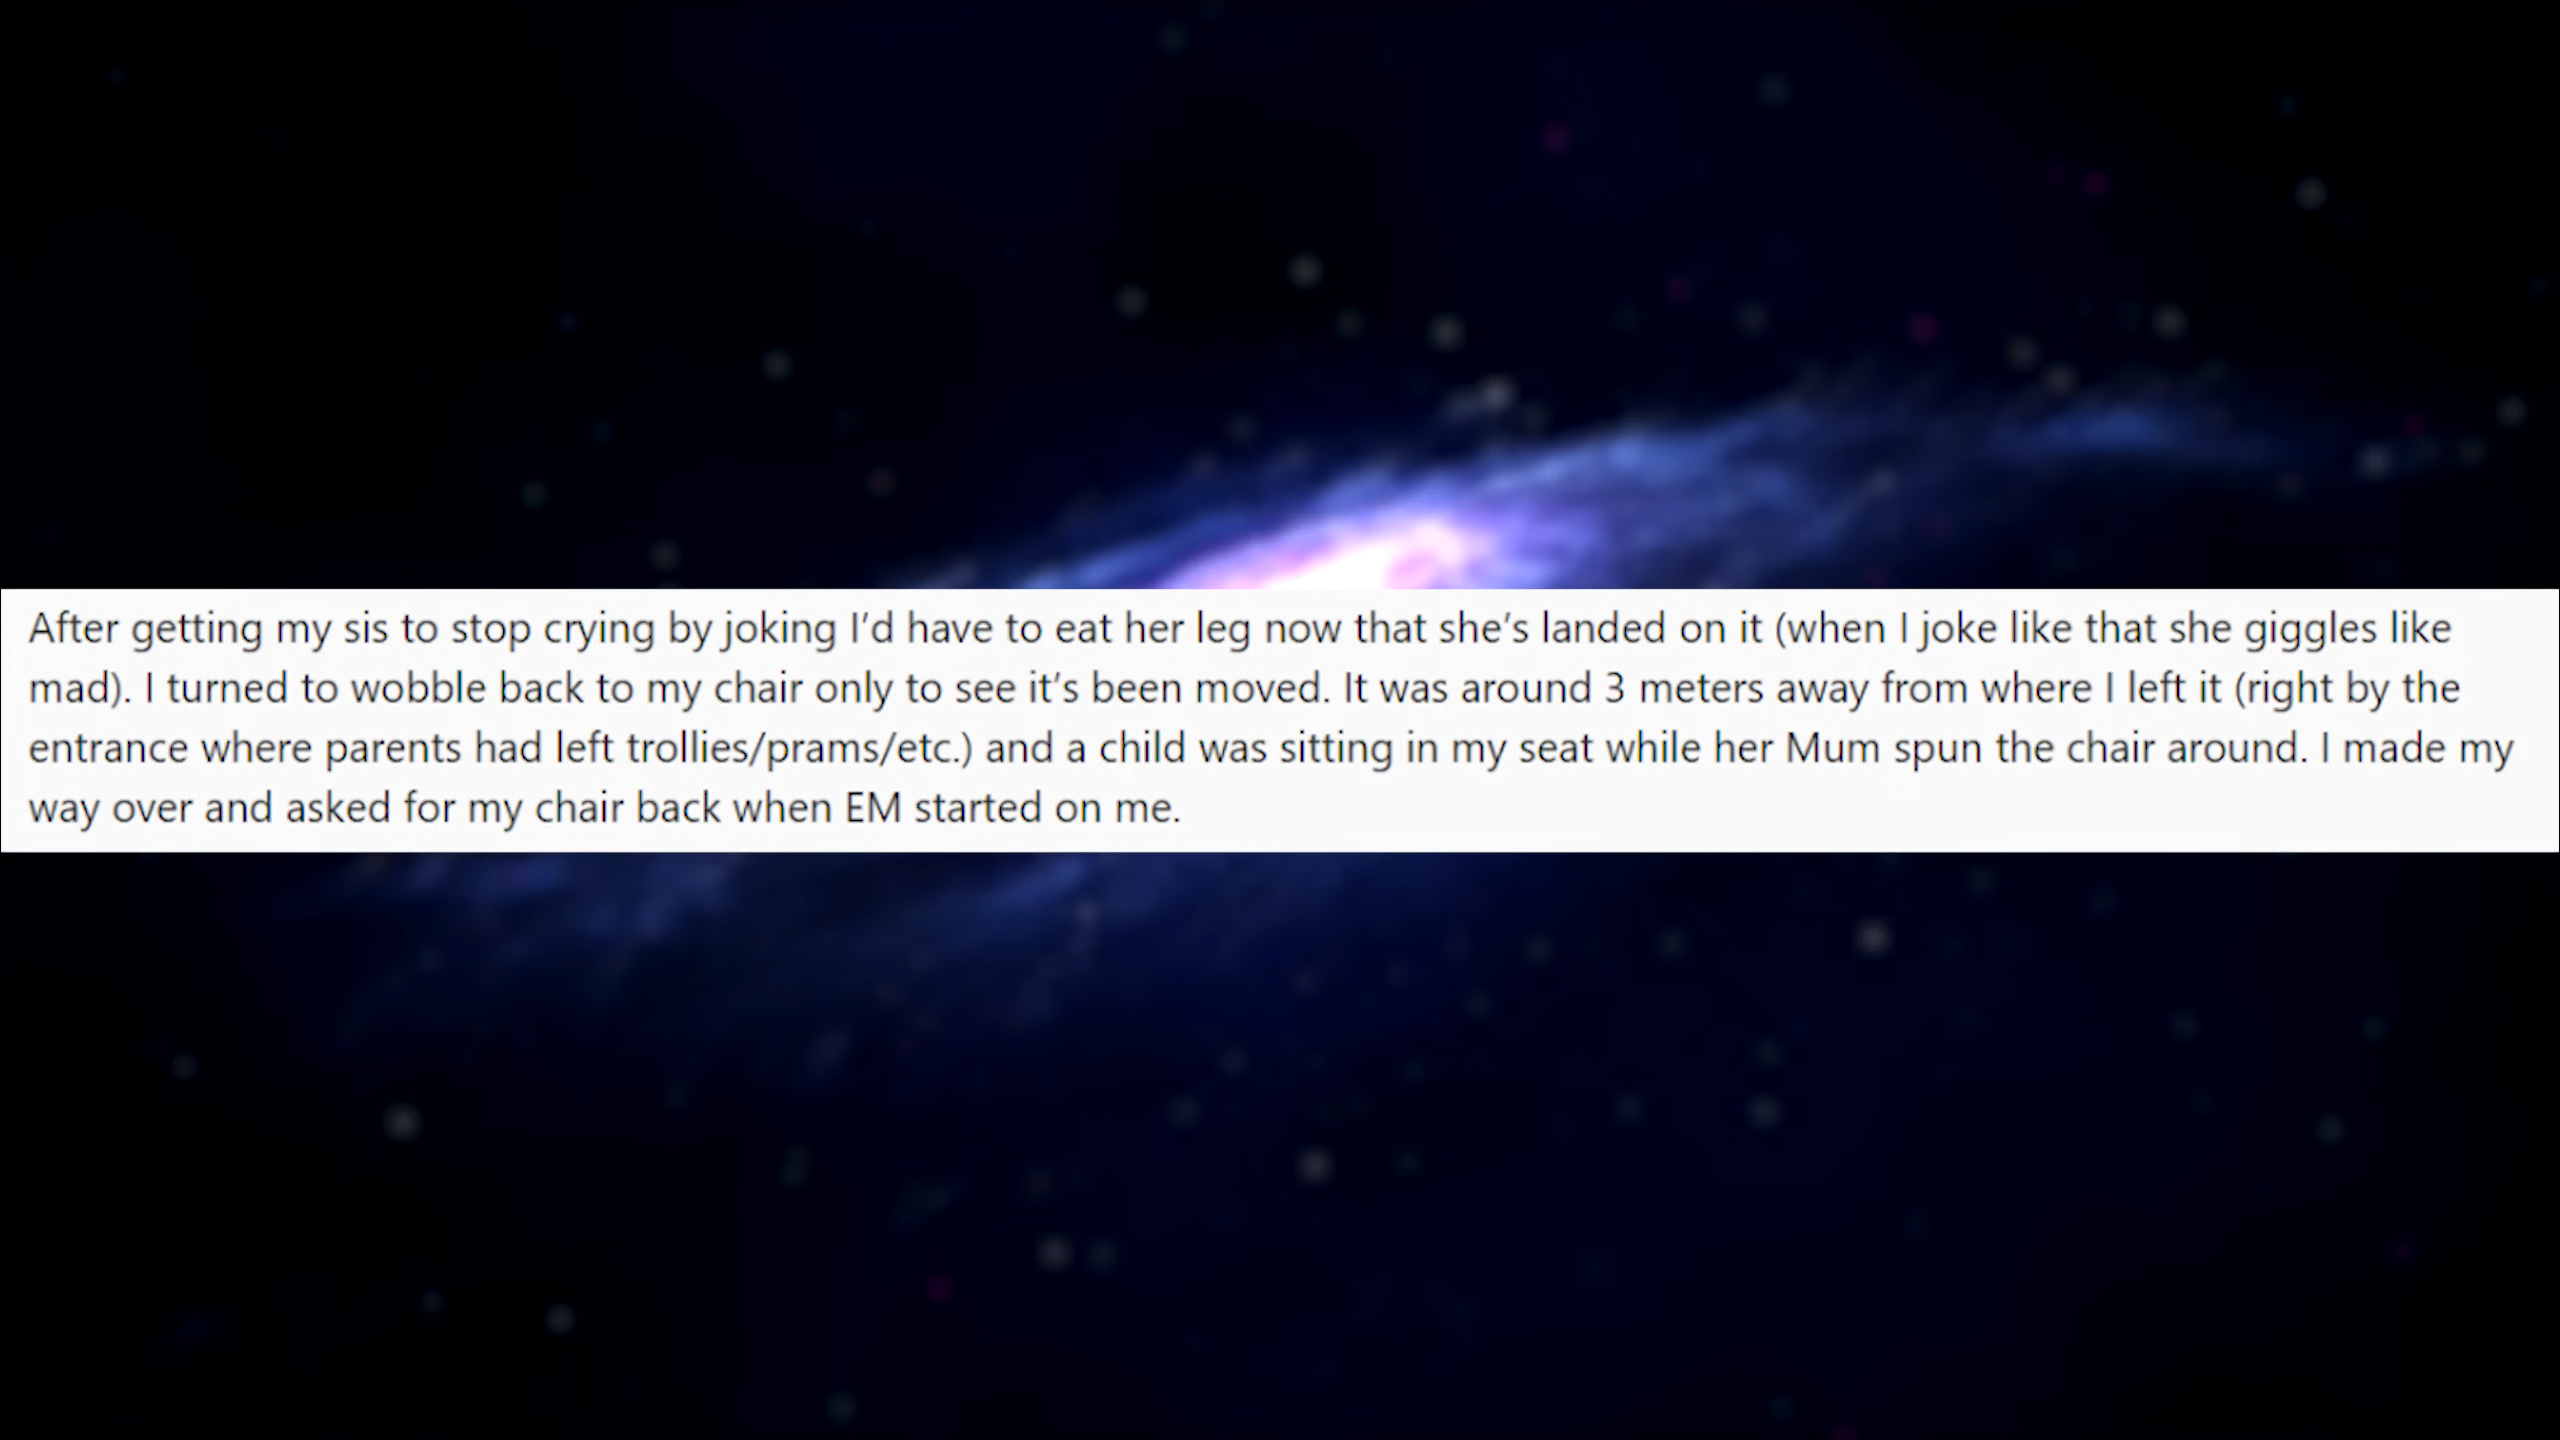 After getting my sis to stop crying by joking I’d have to eat her leg now that she’s landed on it (when I joke like that she giggles like
mad). I turned to wobble back to my chair only to see it’s been moved. It was around 3 meters away from where I left it (right by the
entrance where parents had left trollies/prams/etc.) and a child was sitting in my seat while her Mum spun the chair around. I made my
way over and asked for my chair back when EM started on me.